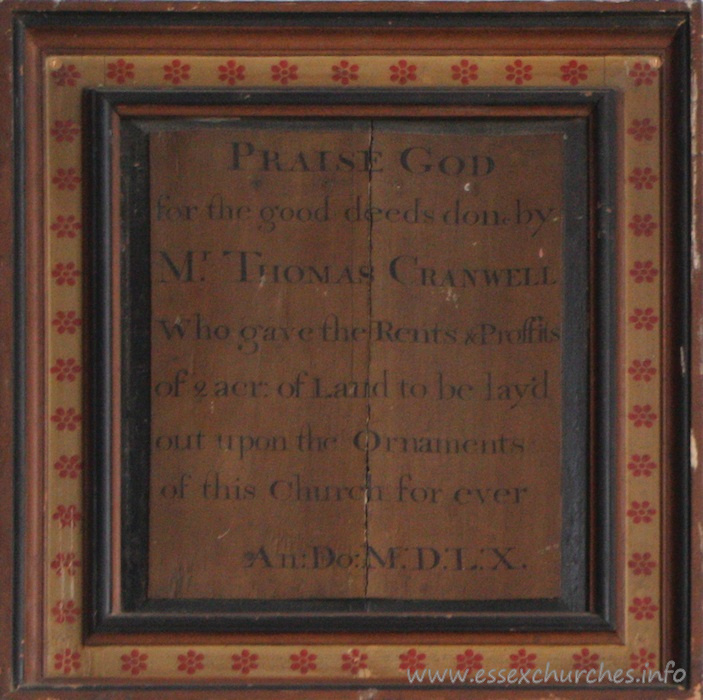 PRAISE GOD
for the good deeds don. by
Mr. THOMAS CRANWELL
Who gave the Rents & Proffits
of 2 acr: of Land to be lay'd
out upon the Ornaments
of this Church for ever
An: Do: M.D.L.X.
www.essexchurches.info